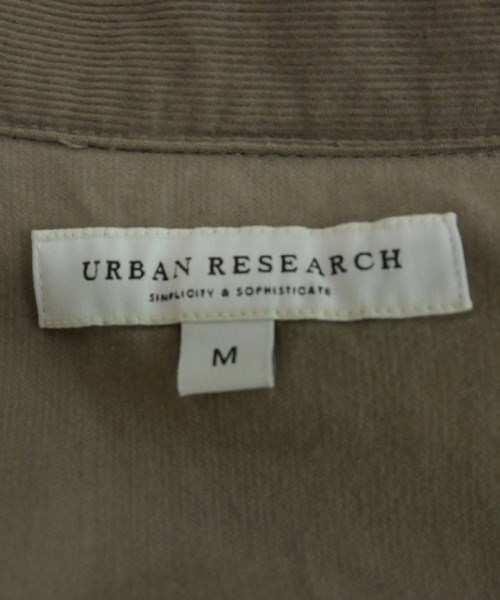 URBAN RESEARCH
SIMPLICITY & SOPHISTICATE
M